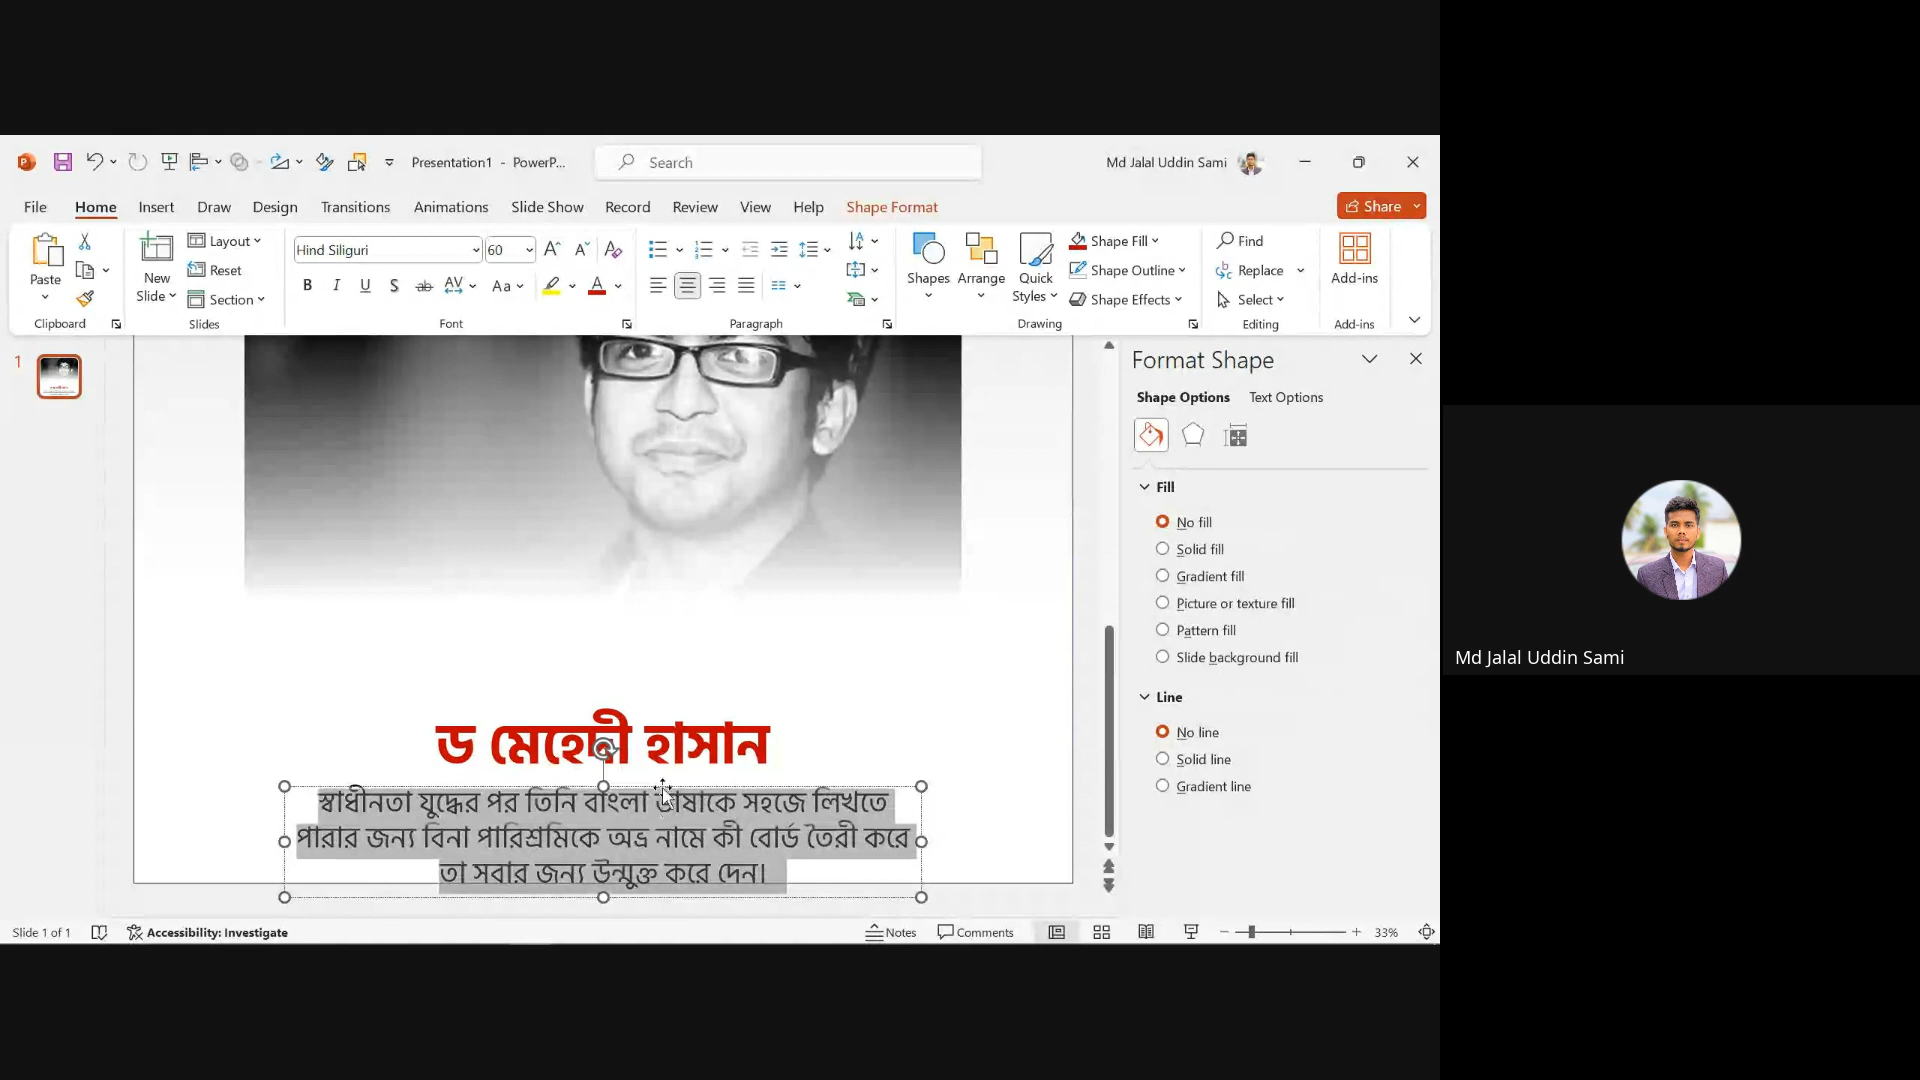 Presentation1 - PowerP...
Search
Md Jalal Uddin Sami
File
Home
Insert
Draw
Design
Transitions
Animations
Slide Show
Record
Review
View
Help
Shape Format
Share
Paste
Clipboard
New Slide
Layout
Reset
Section
Slides
Hind Siliguri
60
Font
Paragraph
Shapes
Arrange
Quick Styles
Shape Fill
Shape Outline
Shape Effects
Drawing
Find
Replace
Select
Editing
Add-ins
Add-ins
1
Format Shape
Shape Options
Text Options
Fill
No fill
Solid fill
Gradient fill
Picture or texture fill
Pattern fill
Slide background fill
Line
No line
Solid line
Gradient line
ড মেহেদী হাসান
স্বাধীনতা যুদ্ধের পর তিনি বাংলা ভাষাকে সহজে লিখতে
পারার জন্য বিনা পারিশ্রমিকে অভ্র নামে কী বোর্ড তৈরী করে
তা সবার জন্য উন্মুক্ত করে দেন।
Slide 1 of 1
Accessibility: Investigate
Notes
Comments
33%
Md Jalal Uddin Sami